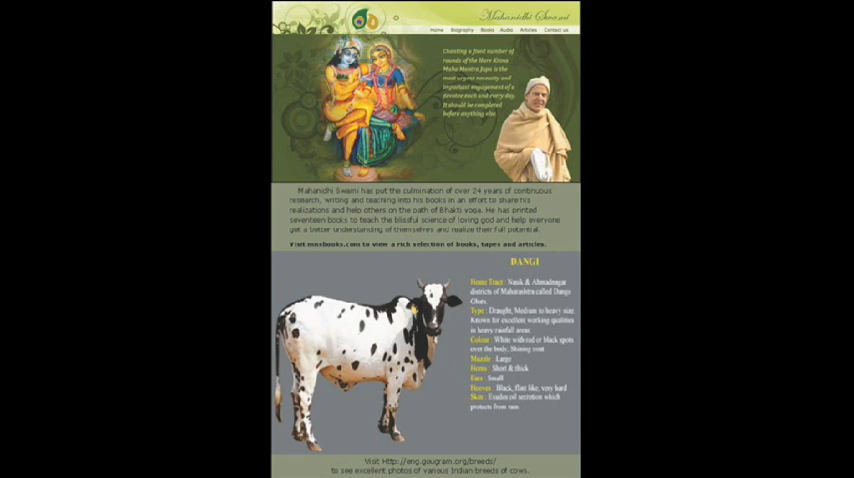 Mahanidhi Swami
Home Biography Books Audio Articles Contact us
Chanting a fixed number of
rounds of the Hare Krsna
Maha Mantra Japa is the
most urgent necessity and
important engagement of a
devotee each and every day.
It should be completed
before anything else.
Mahanidhi Swami has put the culmination of over 24 years of continuous
research, writing and teaching into his books in an effort to share his
realizations and help others on the path of Bhakti yoga. He has printed
seventeen books to teach the blissful science of loving god and help everyone
get a better understanding of themselves and realize their full potential.
Visit mnsbooks.com to view a rich selection of books, tapes and articles.
DANGI
Home Tract : Nasik & Ahmadnagar
districts of Maharashtra called Dangs
Ghats.
Type : Draught, Medium to heavy size
Known for excellent working qualities
in heavy rainfall areas
Colour : White with red or black spots
over the body, Shining coat
Muzzle : Large
Horns : Short & thick
Ears : Small
Hooves : Black, flint like, very hard
Skin : Exudes oil secretion which
protects from rain.
Visit Http://eng.gougram.org/breeds/
to see excellent photos of various Indian breeds of cows.